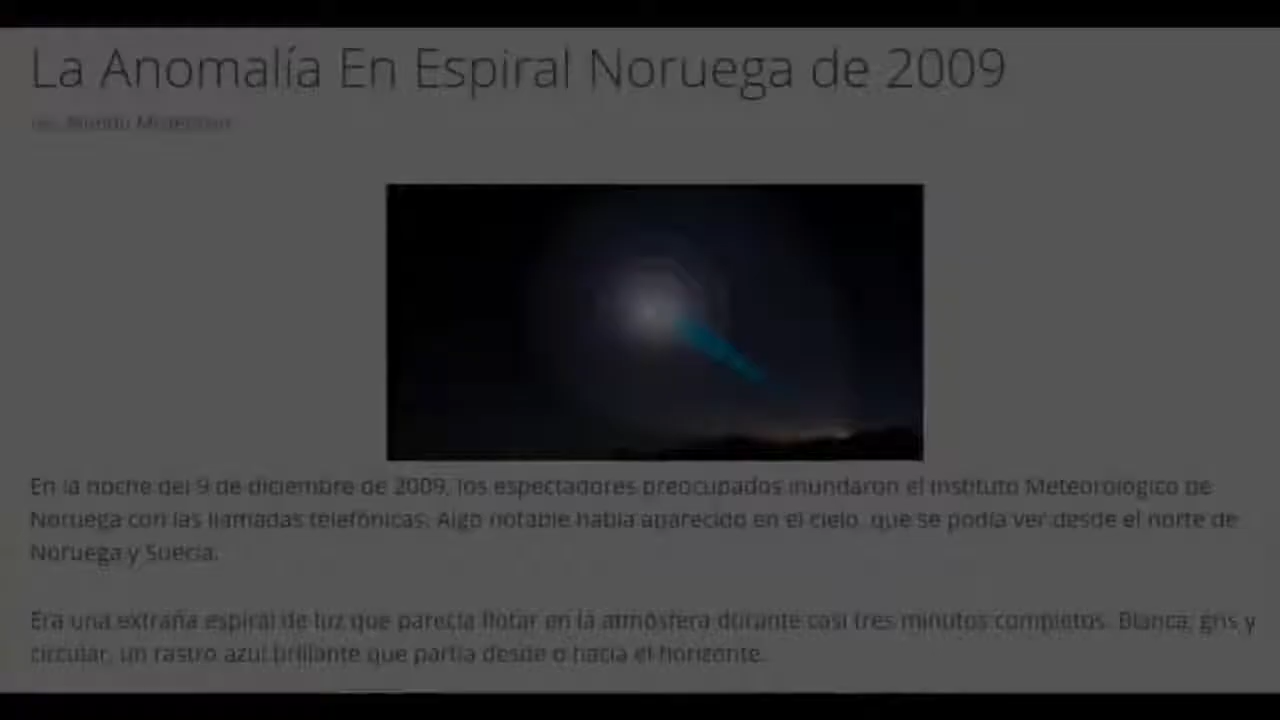 La Anomalía En Espiral Noruega de 2009
En la noche del 9 de diciembre de 2009, los espectadores preocupados inundaron el Instituto Meteorológico de
Noruega con las llamadas telefónicas. Algo notable había aparecido en el cielo, que se podía ver desde el norte de
Noruega y Suecia.
Era una extraña espiral de luz que parecía flotar en la atmósfera durante casi tres minutos completos. Blanca, gris y
circular, un rastro azul brillante que partía desde o hacia el horizonte.